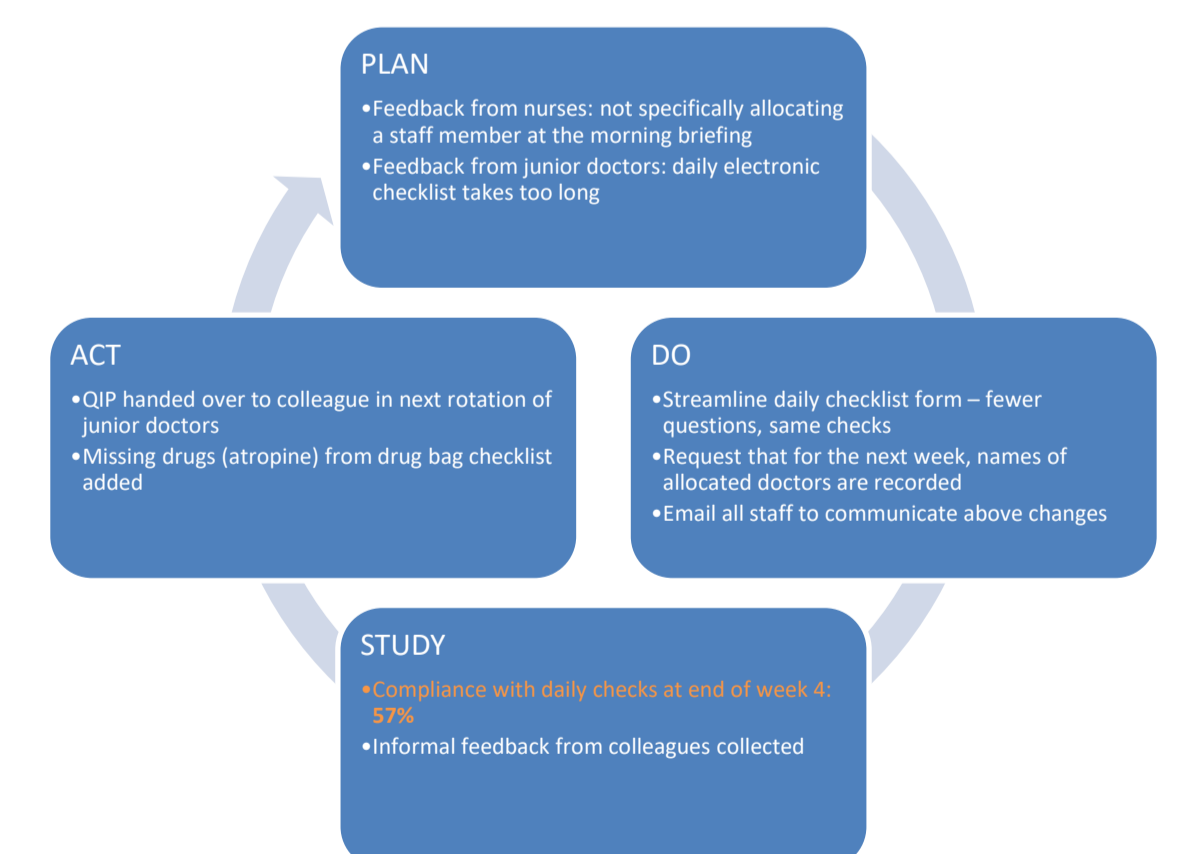 PLAN
•Feedback from nurses: not specifically allocating
a staff member at the morning briefing
•Feedback from junior doctors: daily electronic
checklist takes too long
DO
•Streamline daily checklist form – fewer
questions, same checks
•Request that for the next week, names of
allocated doctors are recorded
•Email all staff to communicate above changes
STUDY
•Compliance with daily checks at end of week 4:
57%
•Informal feedback from colleagues collected
ACT
•QIP handed over to colleague in next rotation of
junior doctors
•Missing drugs (atropine) from drug bag checklist
added